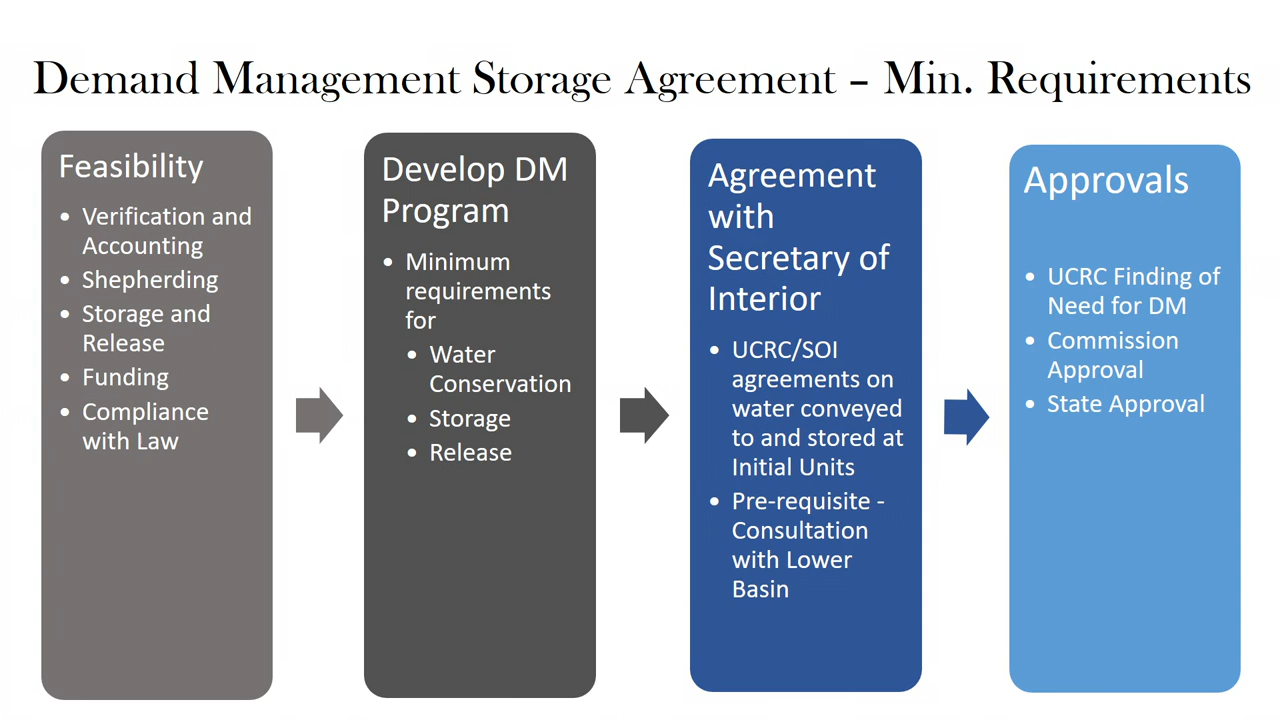 Demand Management Storage Agreement – Min. Requirements
Feasibility
• Verification and
Accounting
• Shepherding
• Storage and
Release
• Funding
• Compliance
with Law
Develop DM
Program
• Minimum
requirements
for
• Water
Conservation
• Storage
• Release
Agreement
with
Secretary of
Interior
• UCRC/SOI
agreements on
water conveyed
to and stored at
Initial Units
• Pre-requisite -
Consultation
with Lower
Basin
Approvals
• UCRC Finding of
Need for DM
• Commission
Approval
• State Approval